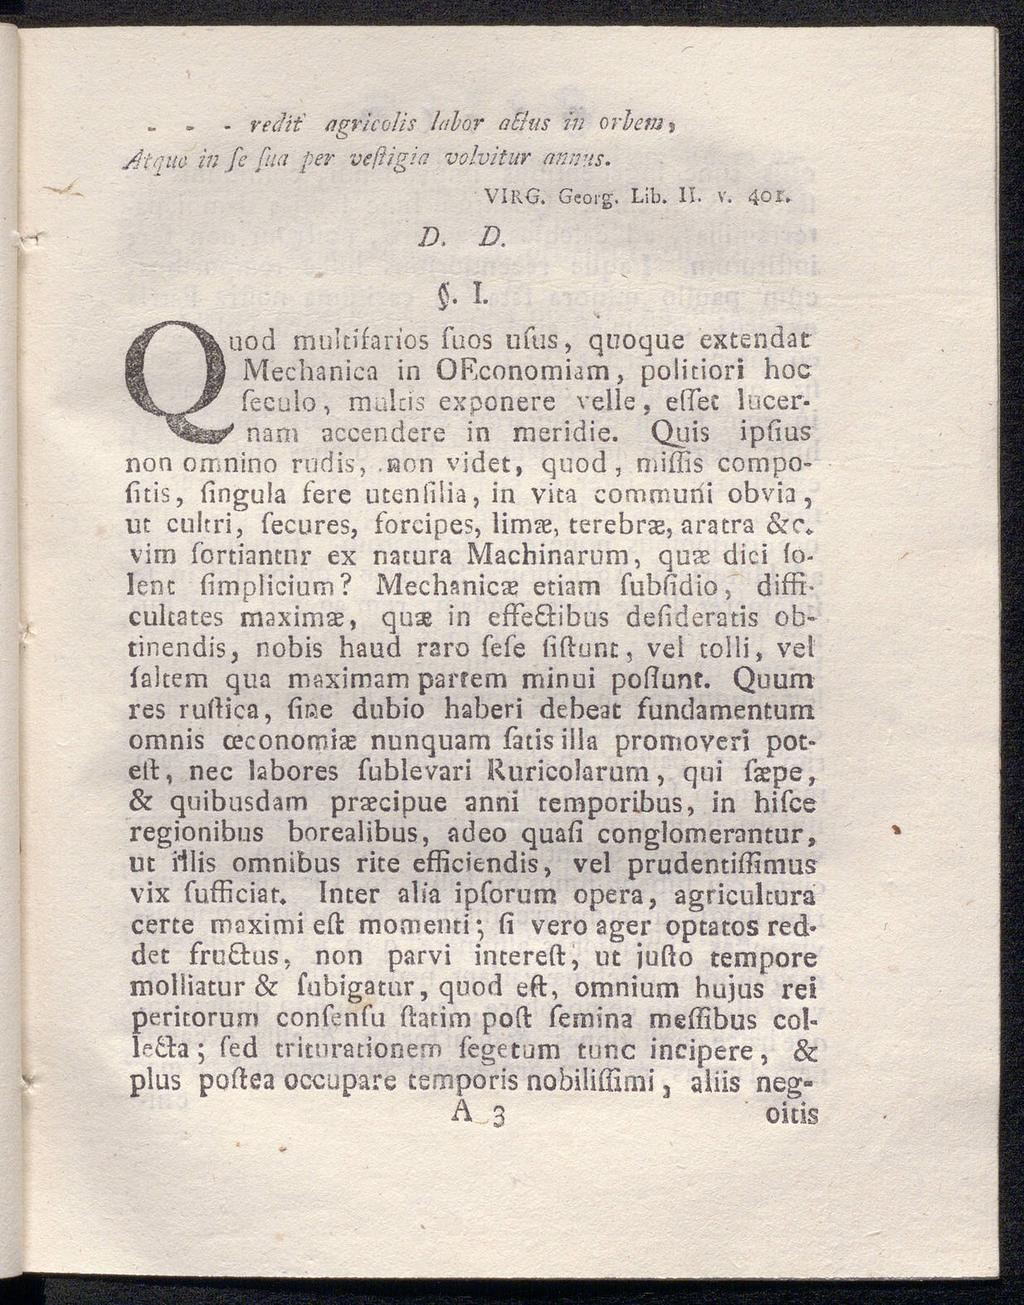 - - - redit agricolis labor actus in orbem,
Atque in ſe ſua per veſtigia volvitur annus.
VIRG. Georg. Lib. II. v. 401.
D. D.
§. I.
Quod multifarios ſuos uſus, quoque extendat
Mechanica in OEconomiam, politiori hoc
ſeculo, multis exponere velle, eſſet lucer-
nam accendere in meridie. Quis ipſius
non omnino rudis, non videt, quod, miſſis compo-
ſitis, ſingula fere utenſilia, in vita communi obvia,
ut cultri, ſecures, forcipes, limæ, terebræ, aratra &c.
vim ſortiantur ex natura Machinarum, quæ dici ſo-
lent ſimplicium? Mechanicæ etiam ſubſidio, diffi-
cultates maximæ, quæ in effectibus deſideratis ob-
tinendis, nobis haud raro ſeſe ſiſtunt, vel tolli, vel
ſaltem qua maximam partem minui poſſunt. Quum
res ruſtica, ſine dubio haberi debeat fundamentum
omnis œconomiæ nunquam ſatis illa promoveri pot-
eſt, nec labores ſublevari Ruricolarum, qui ſæpe,
& quibusdam præcipue anni temporibus, in hiſce
regionibus borealibus, adeo quaſi conglomerantur,
ut illis omnibus rite efficiendis, vel prudentiſſimus
vix ſufficiat. Inter alia ipſorum opera, agricultura
certe maximi eſt momenti; ſi vero ager optatos red-
det fructus, non parvi intereſt, ut juſto tempore
molliatur & ſubigatur, quod eſt, omnium hujus rei
peritorum conſenſu ſtatim poſt ſemina meſſibus col-
lecta; ſed triturationem ſegetum tunc incipere, &
plus poſtea occupare temporis nobiliſſimi, aliis neg-
A 3 oitis